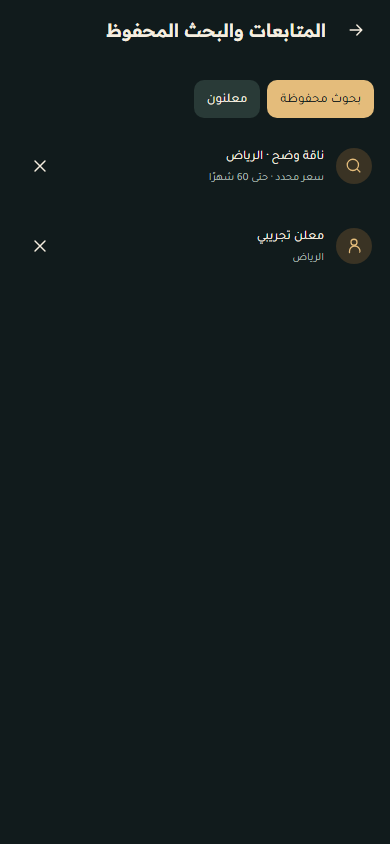 المتابعات والبحث المحفوظ
بحوث محفوظة
معلنون
ناقة وضح · الرياض
سعر محدد · حتى 60 شهرًا
معلن تجريبي
الرياض